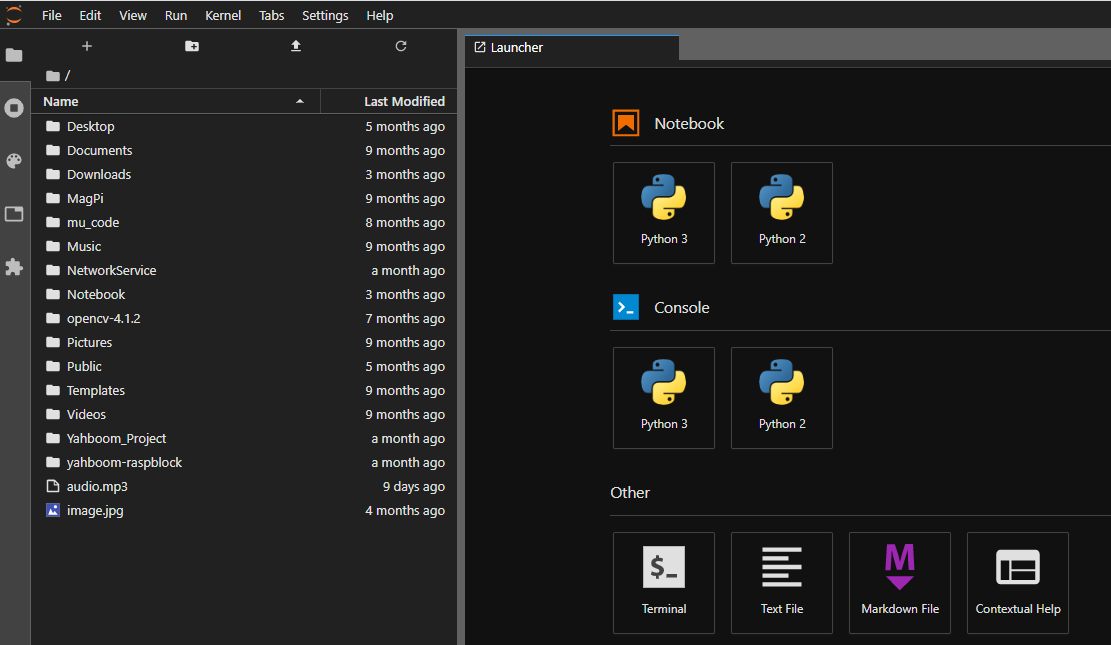 File Edit View Run Kernel Tabs Settings Help
/
Name Last Modified
Desktop 5 months ago
Documents 9 months ago
Downloads 3 months ago
MagPi 9 months ago
mu_code 8 months ago
Music 9 months ago
NetworkService a month ago
Notebook 3 months ago
opencv-4.1.2 7 months ago
Pictures 9 months ago
Public 5 months ago
Templates 9 months ago
Videos 9 months ago
Yahboom_Project a month ago
yahboom-raspblock a month ago
audio.mp3 9 days ago
image.jpg 4 months ago
Launcher
Notebook
Python 3 Python 2
Console
Python 3 Python 2
Other
$_ M
Terminal Text File Markdown File Contextual Help